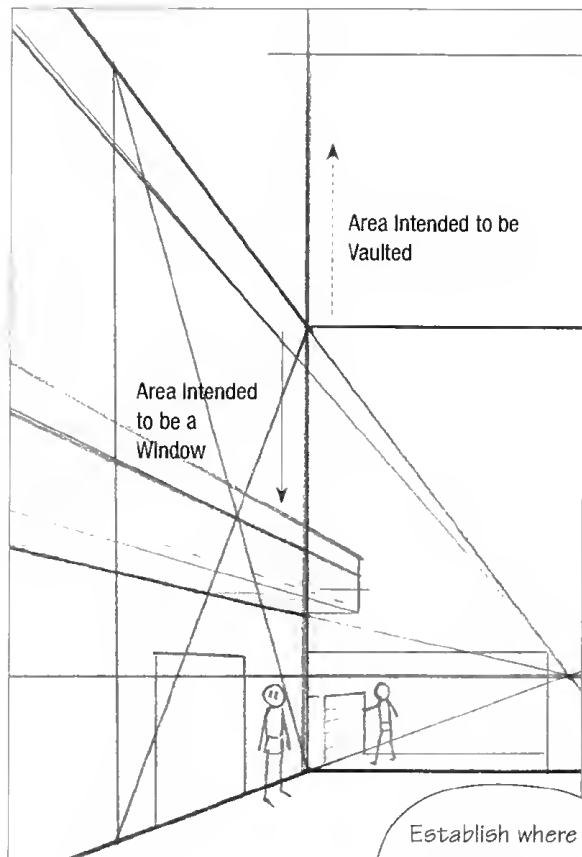 Area Intended to be
Vaulted
Area Intended
to be a
Window
Establish where